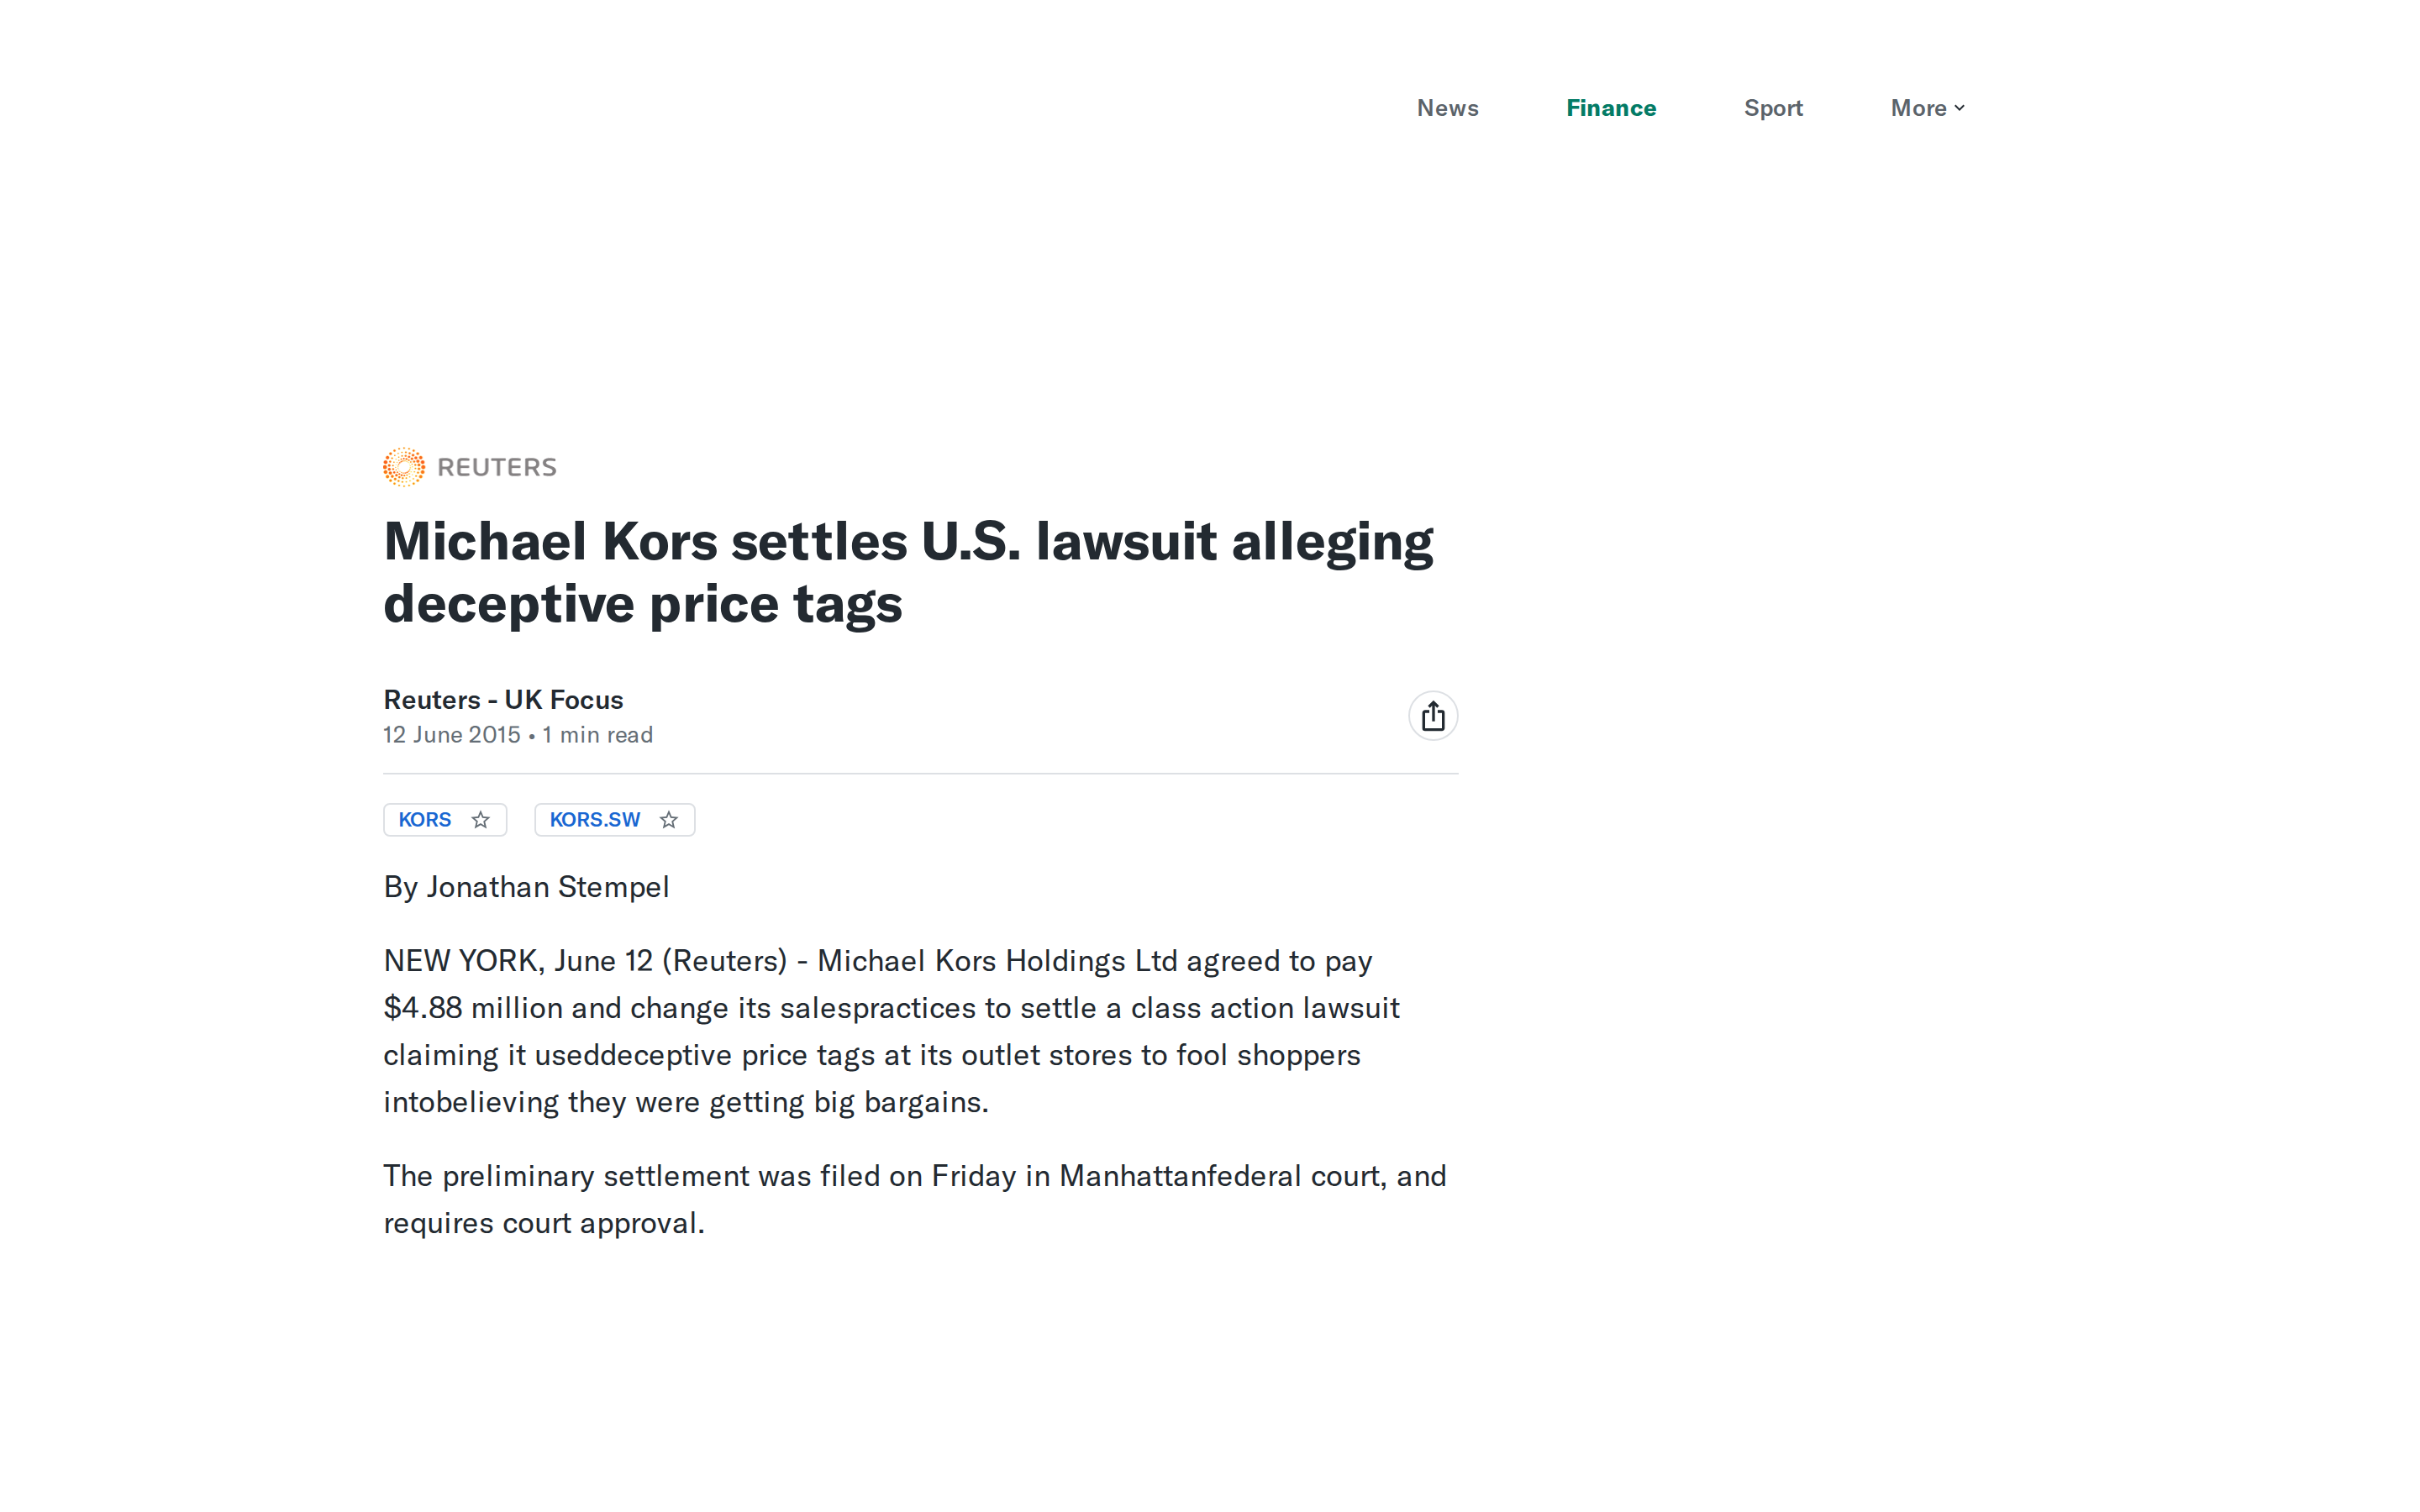 News Finance Sport More
REUTERS
Michael Kors settles U.S. lawsuit alleging
deceptive price tags
Reuters - UK Focus
12 June 2015 • 1 min read
KORS KORS.SW
By Jonathan Stempel
NEW YORK, June 12 (Reuters) - Michael Kors Holdings Ltd agreed to pay
$4.88 million and change its salespractices to settle a class action lawsuit
claiming it useddeceptive price tags at its outlet stores to fool shoppers
intobelieving they were getting big bargains.
The preliminary settlement was filed on Friday in Manhattanfederal court, and
requires court approval.